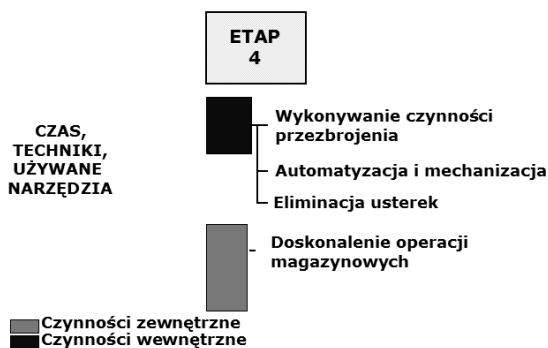 ETAP
4
CZAS,
TECHNIKI,
UŻYWANE
NARZĘDZIA
Wykonywanie czynności
przezbrojenia
Automatyzacja i mechanizacja
Eliminacja usterek
Doskonalenie operacji
magazynowych
Czynności zewnętrzne
Czynności wewnętrzne